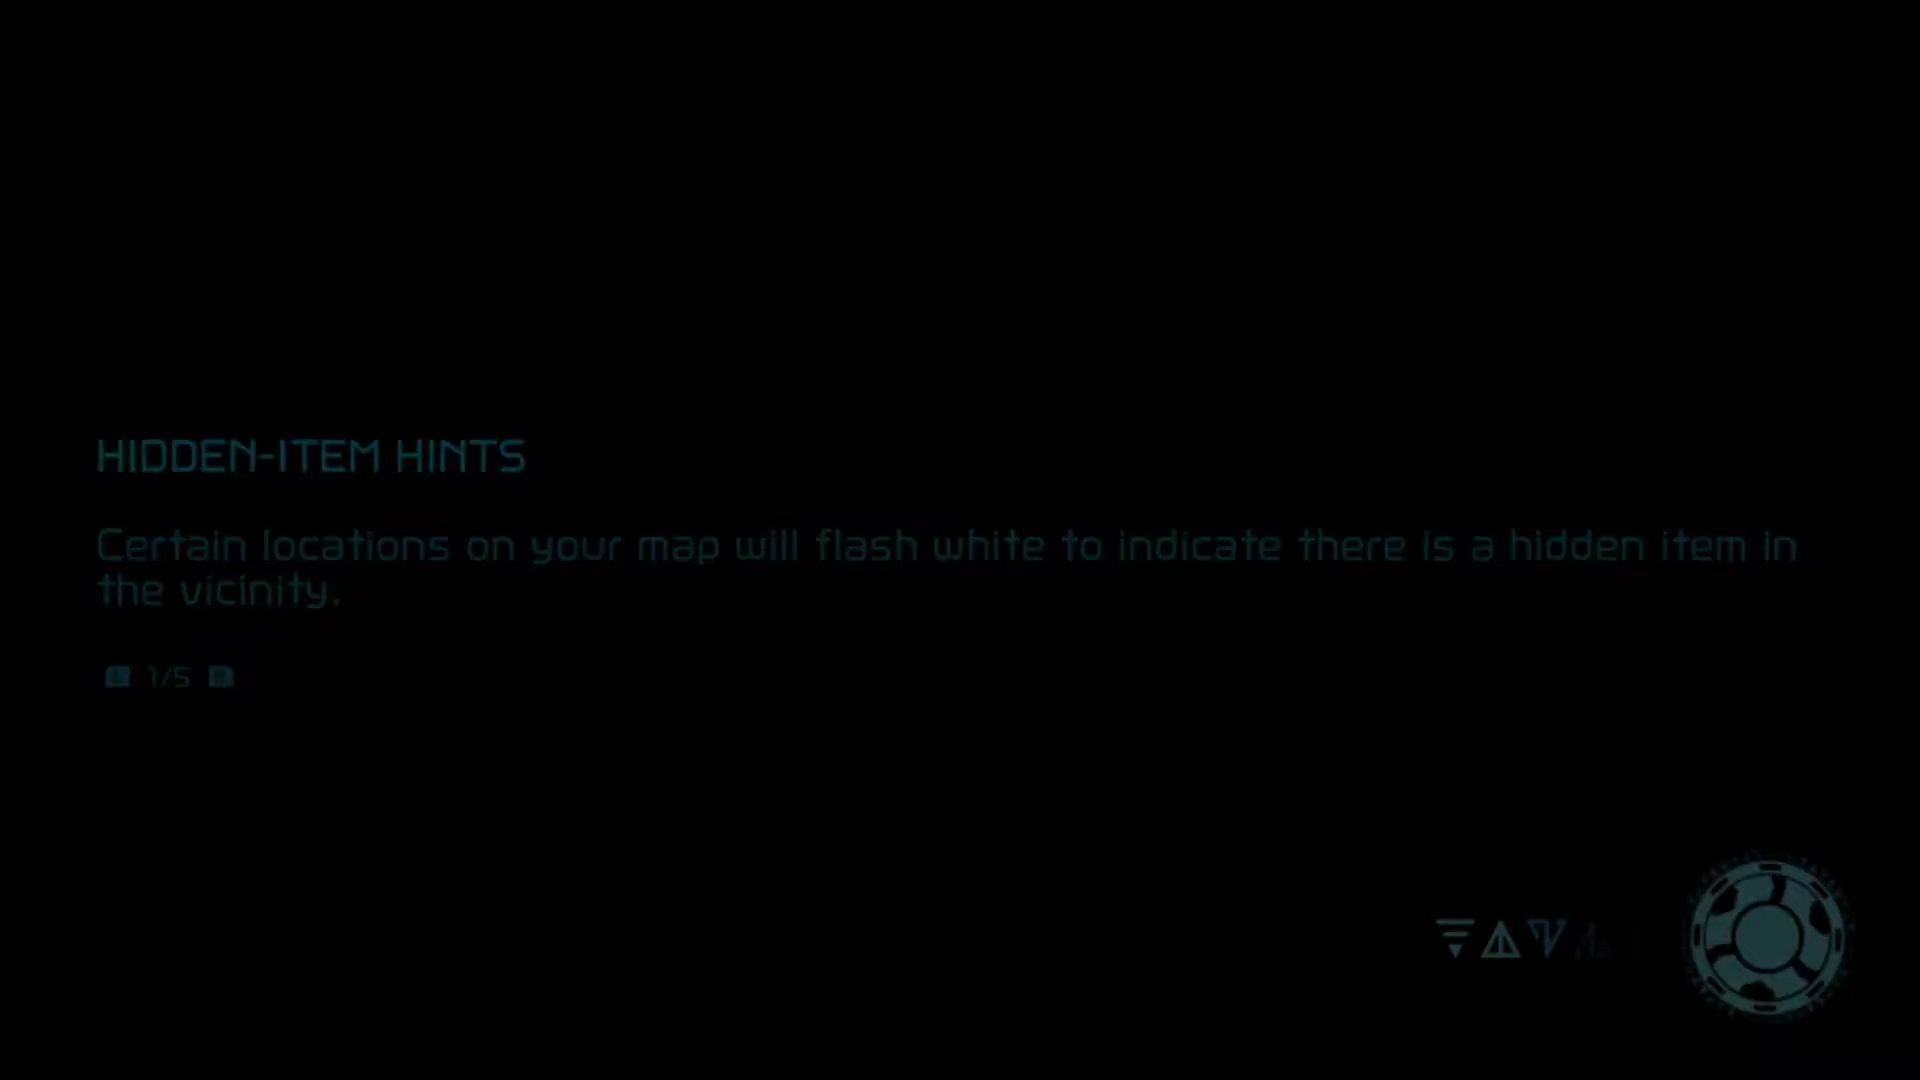 HIDDEN-ITEM HINTS
Certain locations on your map will flash white to indicate there is a hidden item in
the vicinity.
L 1/5 R